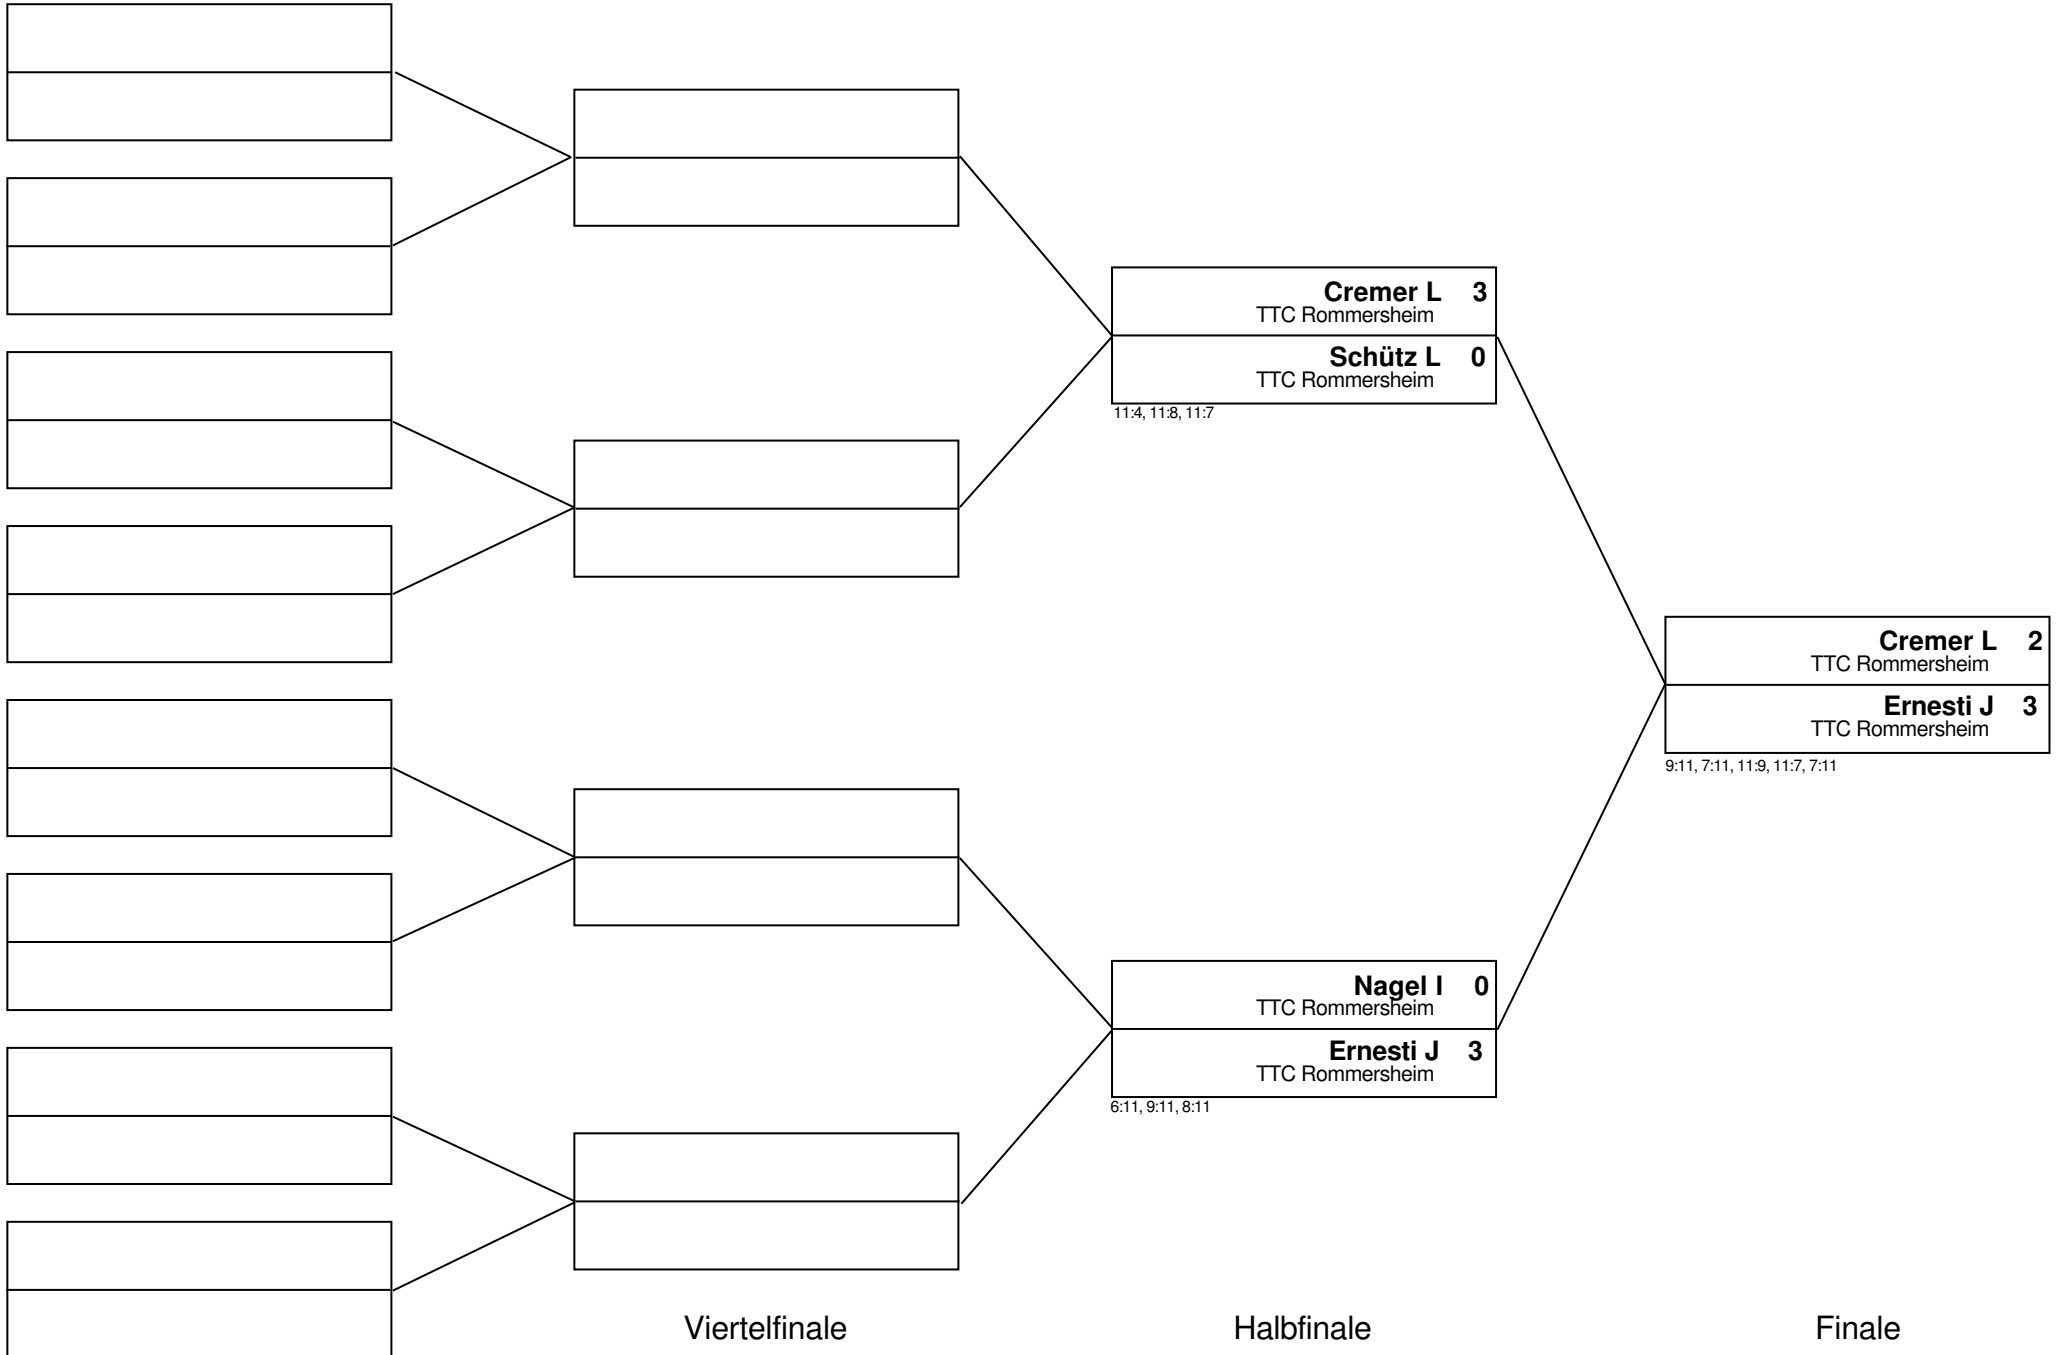 Cremer L 3
TTC Rommersheim
Schütz L 0
TTC Rommersheim
11:4, 11:8, 11:7
Cremer L 2
TTC Rommersheim
Ernesti J 3
TTC Rommersheim
9:11, 7:11, 11:9, 11:7, 7:11
Nagel I 0
TTC Rommersheim
Ernesti J 3
TTC Rommersheim
6:11, 9:11, 8:11
Viertelfinale Halbfinale Finale